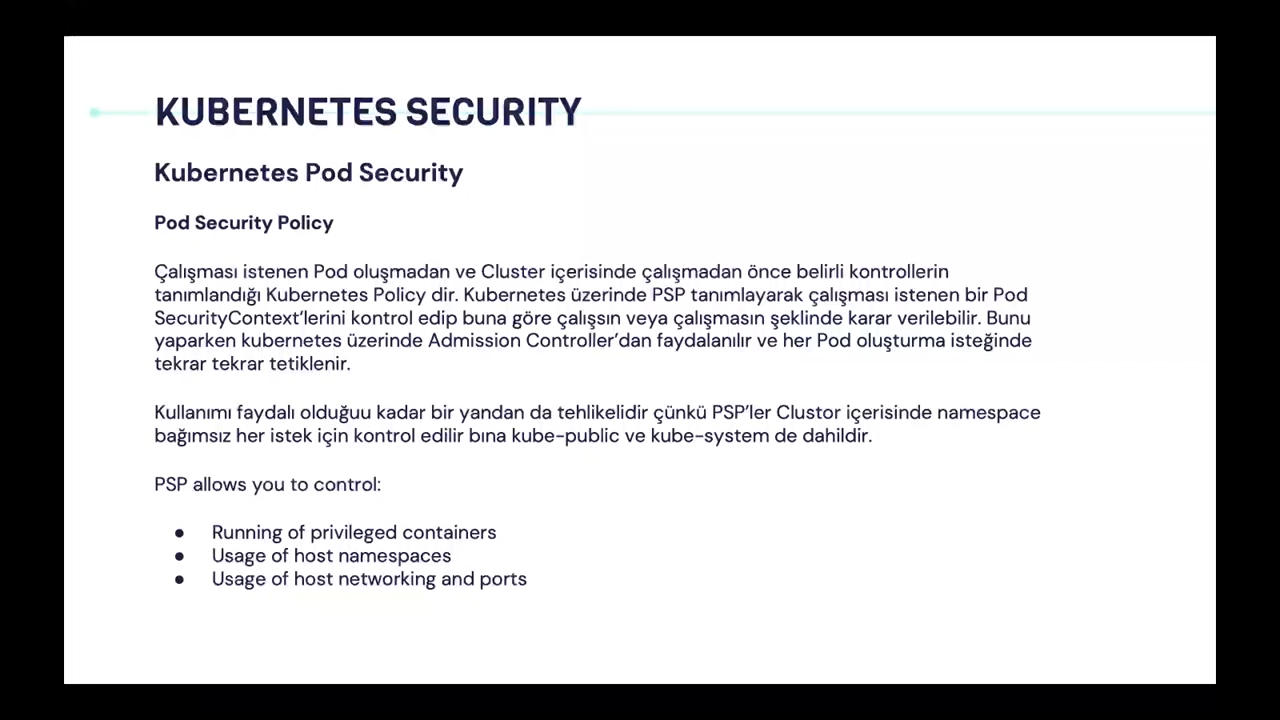 KUBERNETES SECURITY
Kubernetes Pod Security
Pod Security Policy
Çalışması istenen Pod oluşmadan ve Cluster içerisinde çalışmadan önce belirli kontrollerin
tanımlandığı Kubernetes Policy dir. Kubernetes üzerinde PSP tanımlayarak çalışması istenen bir Pod
SecurityContext’lerini kontrol edip buna göre çalışsın veya çalışmasın şeklinde karar verilebilir. Bunu
yaparken kubernetes üzerinde Admission Controller’dan faydalanılır ve her Pod oluşturma isteğinde
tekrar tekrar tetiklenir.
Kullanımı faydalı olduğuu kadar bir yandan da tehlikelidir çünkü PSP’ler Clustor içerisinde namespace
bağımsız her istek için kontrol edilir bına kube-public ve kube-system de dahildir.
PSP allows you to control:
● Running of privileged containers
● Usage of host namespaces
● Usage of host networking and ports